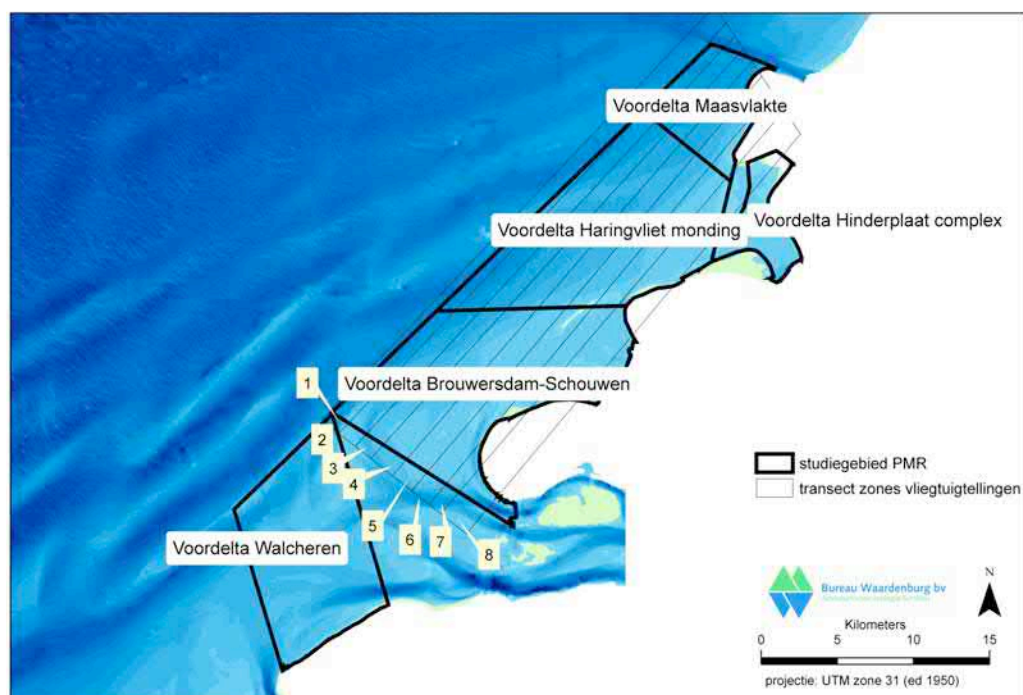 Voordelta Maasvlakte
Voordelta Hinderplaat complex
Voordelta Haringvliet monding
Voordelta Brouwersdam-Schouwen
1
2
3
4
5
6
7
8
Voordelta Walcheren
studiegebied PMR
transect zones vliegtuigtellingen
Bureau Waardenburg bv
N
Kilometers
0 5 10 15
projectie: UTM zone 31 (ed 1950)